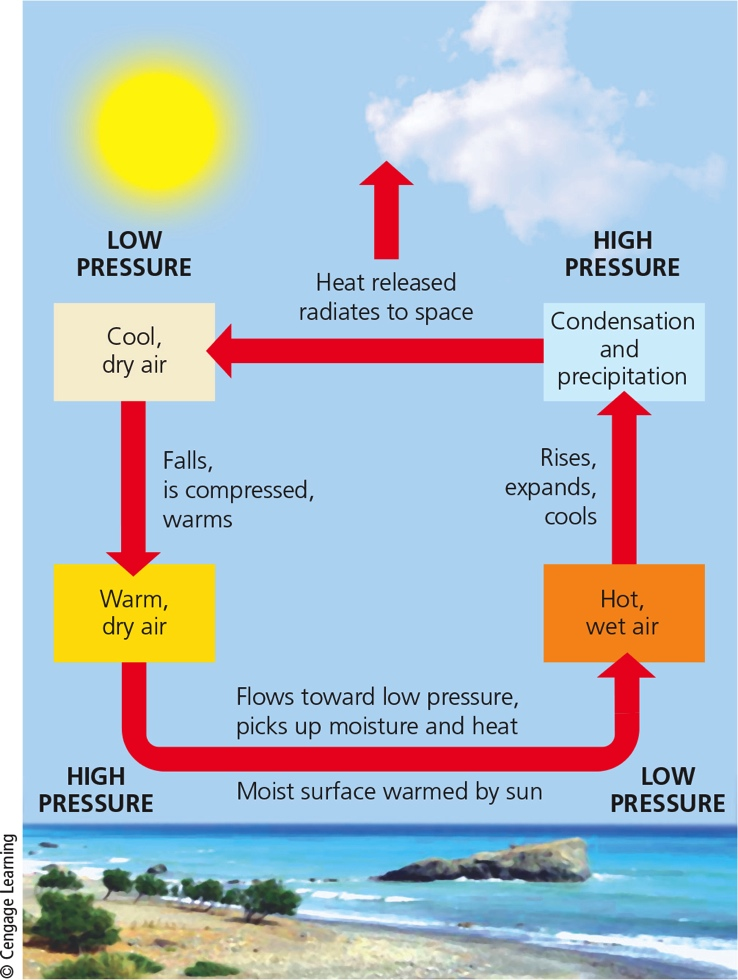 LOW
PRESSURE
HIGH
PRESSURE
Heat released
radiates to space
Cool,
dry air
Condensation
and
precipitation
Falls,
is compressed,
warms
Rises,
expands,
cools
Warm,
dry air
Hot,
wet air
Flows toward low pressure,
picks up moisture and heat
HIGH
PRESSURE
Moist surface warmed by sun
LOW
PRESSURE
© Cengage Learning